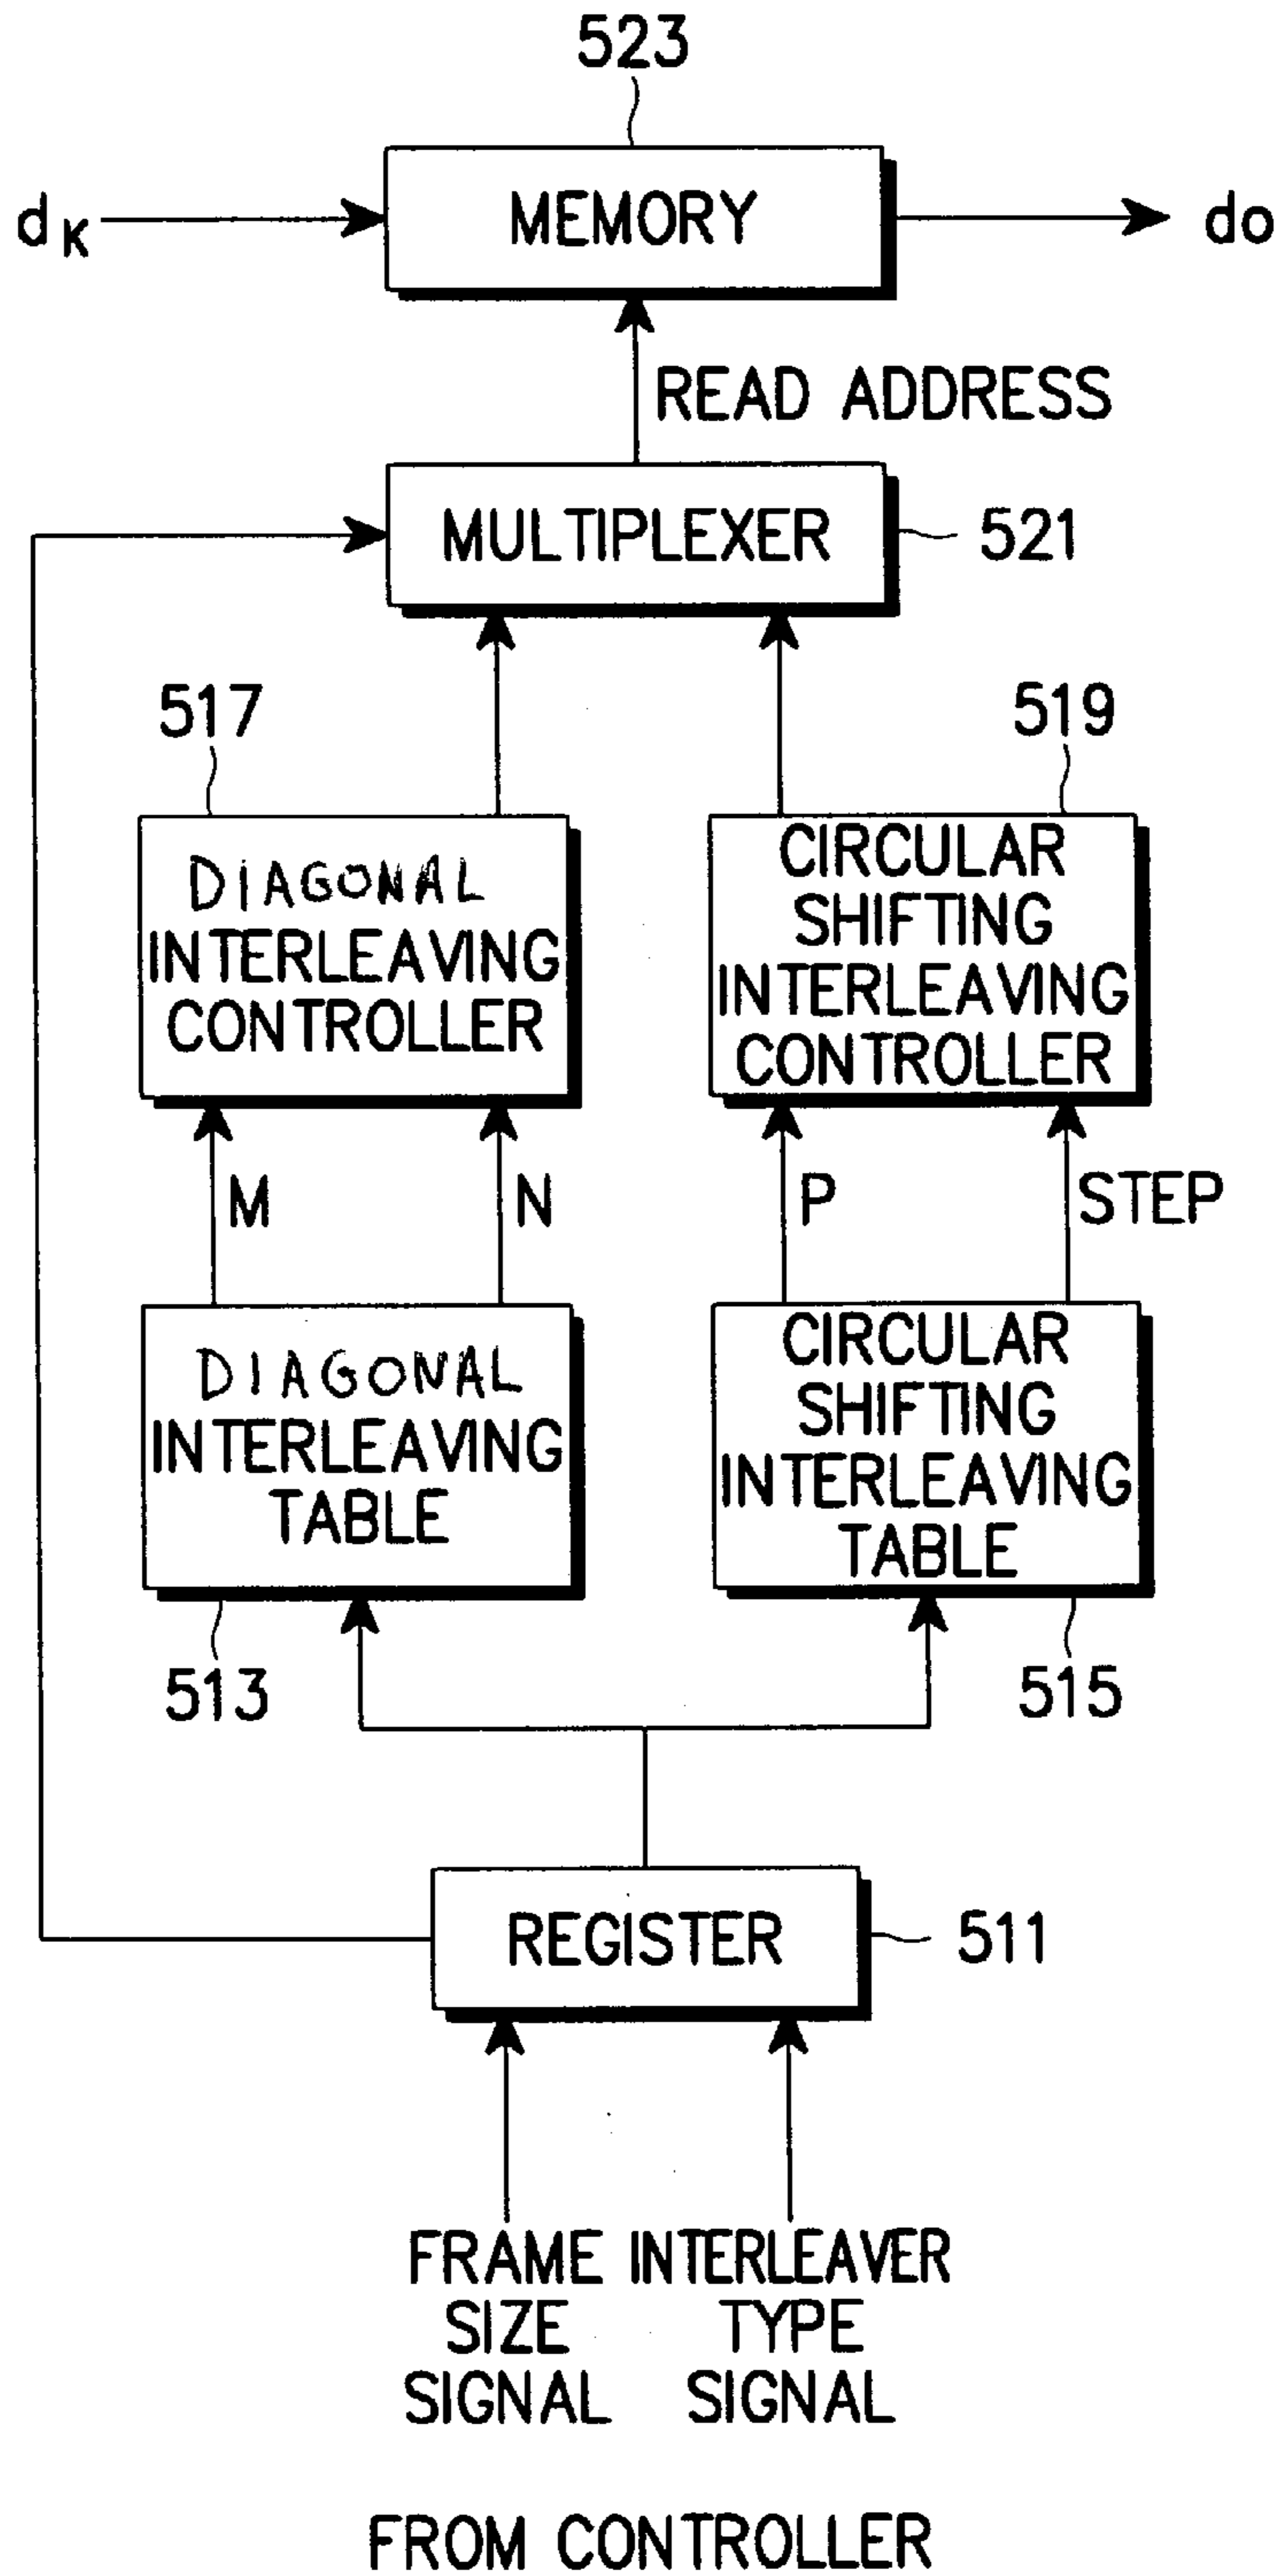 523
dK
MEMORY
do
READ ADDRESS
MULTIPLEXER
521
517
519
DIAGONAL
INTERLEAVING
CONTROLLER
CIRCULAR
SHIFTING
INTERLEAVING
CONTROLLER
M
N
P
STEP
DIAGONAL
INTERLEAVING
TABLE
CIRCULAR
SHIFTING
INTERLEAVING
TABLE
513
515
REGISTER
511
FRAME
SIZE
SIGNAL
INTERLEAVER
TYPE
SIGNAL
FROM CONTROLLER